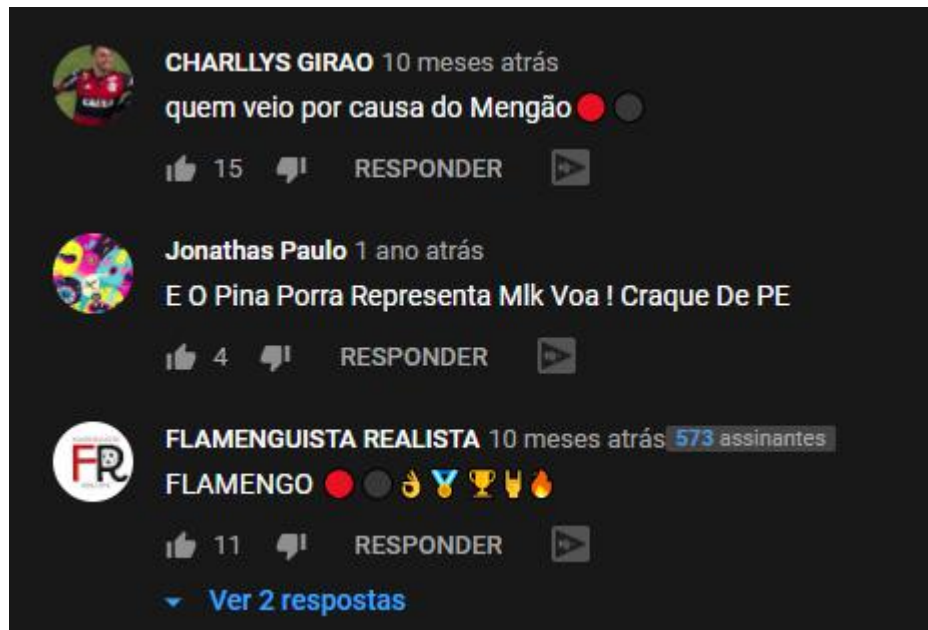 CHARLLYS GIRAO 10 meses atrás
quem veio por causa do Mengão🔴⚫
15 RESPONDER
Jonathas Paulo 1 ano atrás
E O Pina Porra Representa Mlk Voa ! Craque De PE
4 RESPONDER
FLAMENGUISTA REALISTA 10 meses atrás 573 assinantes
FLAMENGO 🔴⚫👌🏅🏆🤘🔥
11 RESPONDER
Ver 2 respostas
FR